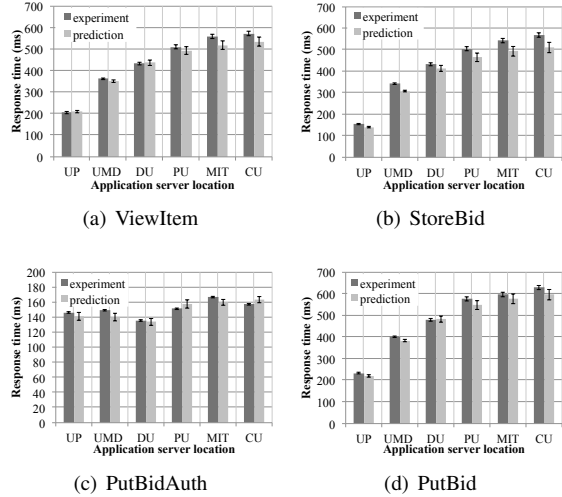 700
600
500
400
300
200
100
0
Response time (ms)
experiment
prediction
UP UMD DU PU MIT CU
Application server location
(a) ViewItem
700
600
500
400
300
200
100
0
Response time (ms)
experiment
prediction
UP UMD DU PU MIT CU
Application server location
(b) StoreBid
200
180
160
140
120
100
80
60
40
20
0
Response time (ms)
experiment
prediction
UP UMD DU PU MIT CU
Application server location
(c) PutBidAuth
700
600
500
400
300
200
100
0
Response time (ms)
experiment
prediction
UP UMD DU PU MIT CU
Application server location
(d) PutBid